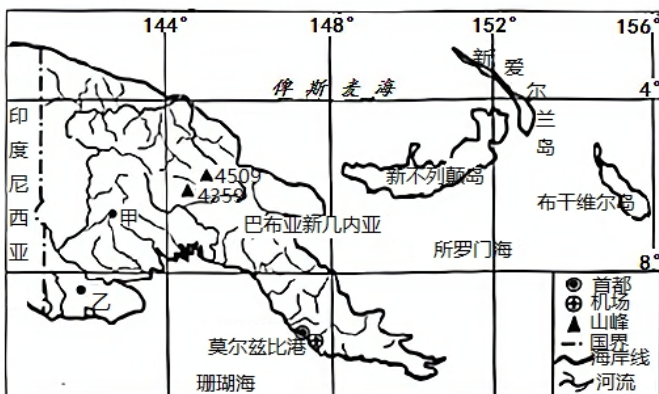 144° 148° 152° 156°
俾斯麦海
4°
新爱尔兰岛
印度尼西亚
4509
4359
新不列颠岛
甲
巴布亚新几内亚
布干维尔岛
所罗门海
8°
乙
首都
机场
山峰
国界
海岸线
河流
莫尔兹比港
珊瑚海